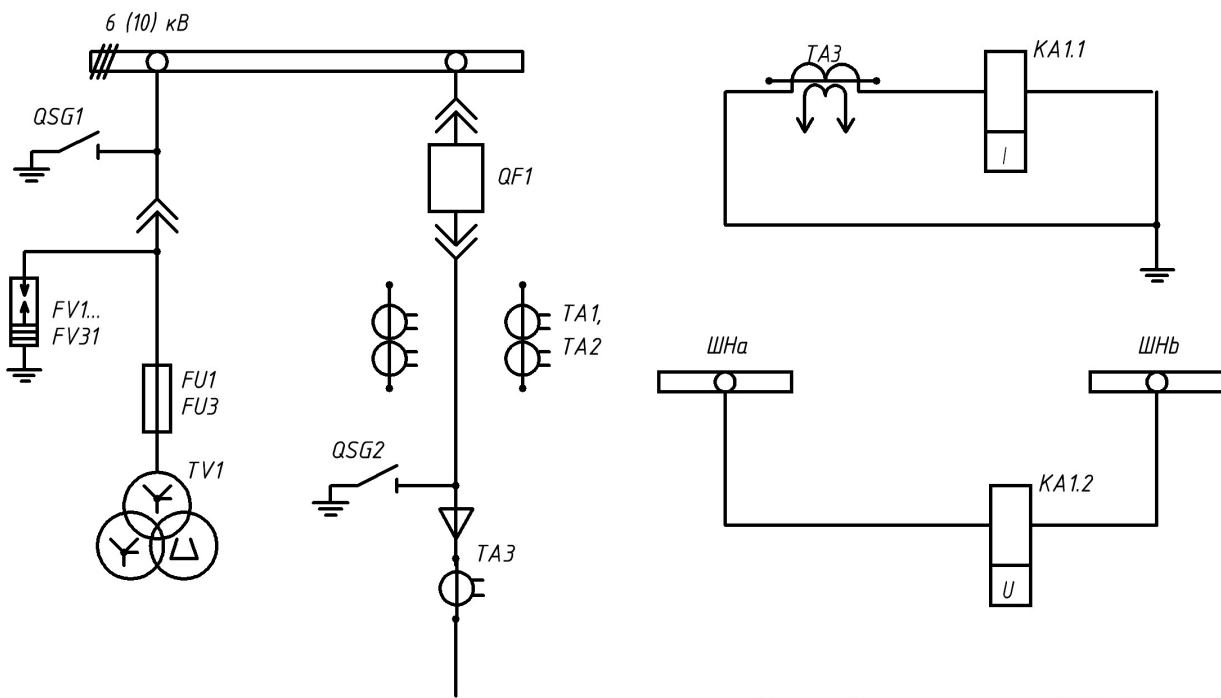 6 (10) кВ
QSG1
QF1
FV1...
FV31
FU1
FU3
TV1
TA1,
TA2
QSG2
TA3
TA3
KA1.1
I
ШНа
ШНb
KA1.2
U